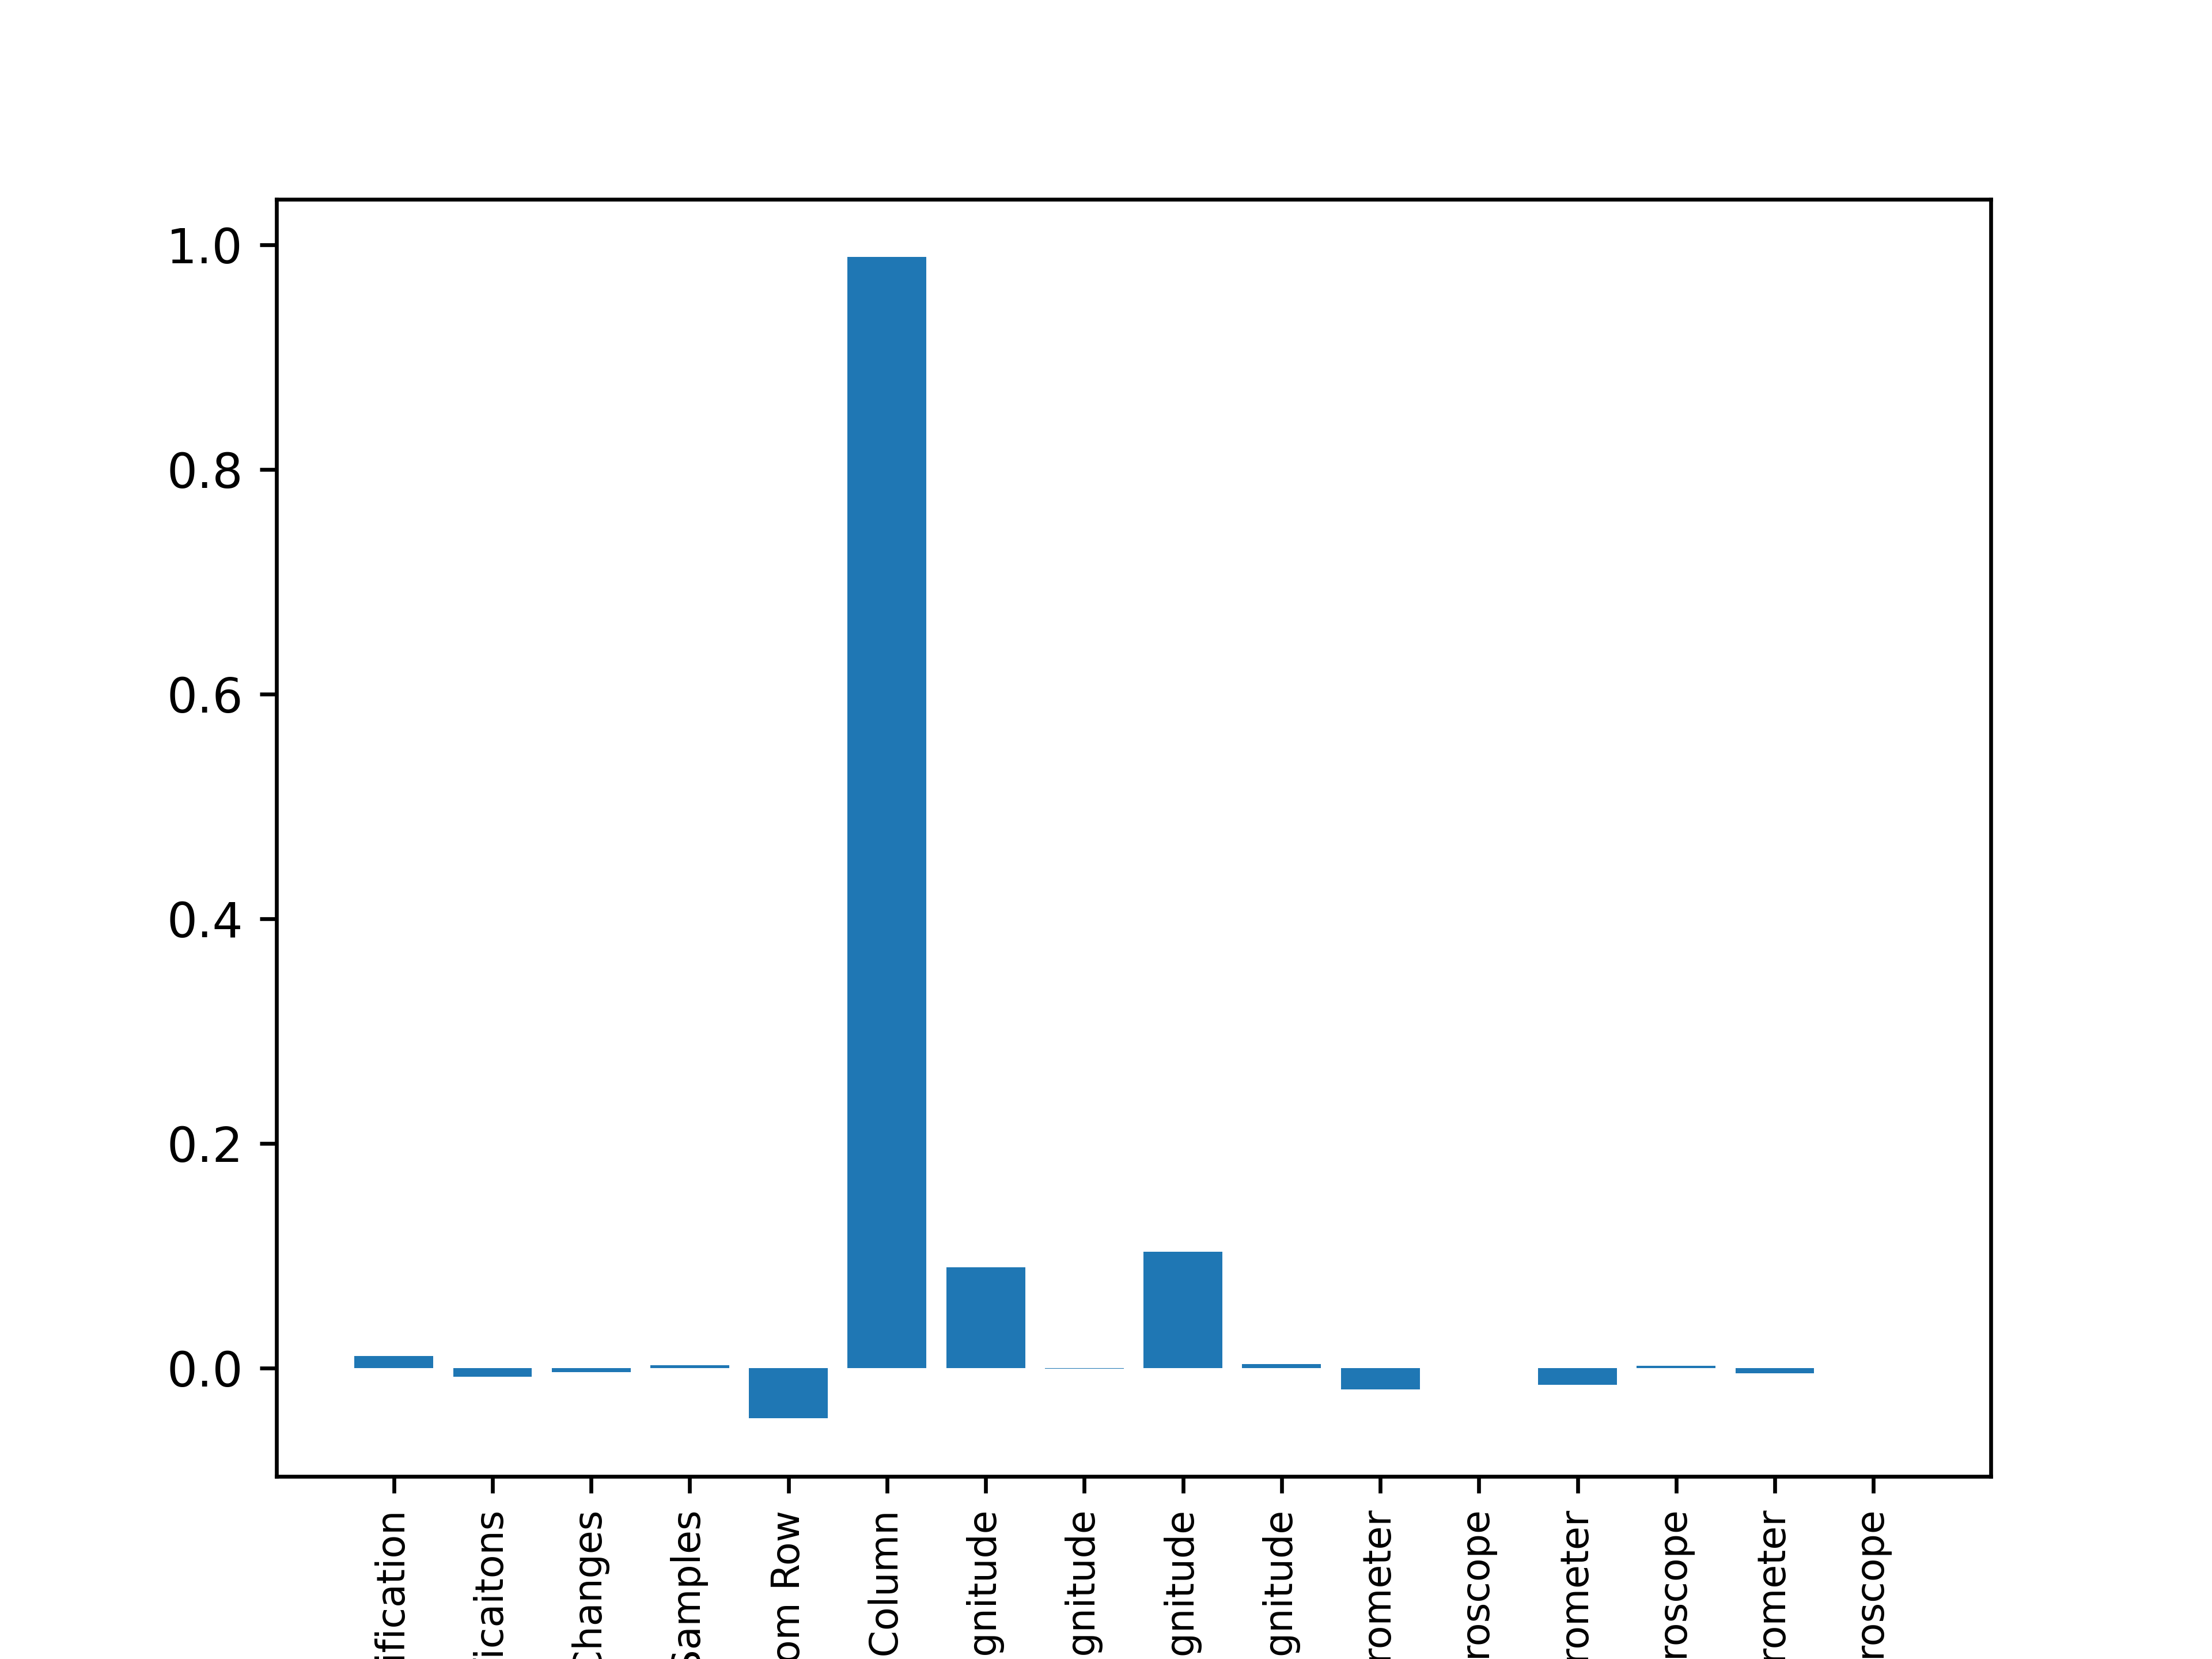 1.0
0.8
0.6
0.4
0.2
0.0
ification
icaitons
Changes
Samples
om Row
Column
gnitude
gnitude
gnitude
gnitude
rometer
roscope
rometer
roscope
rometer
roscope